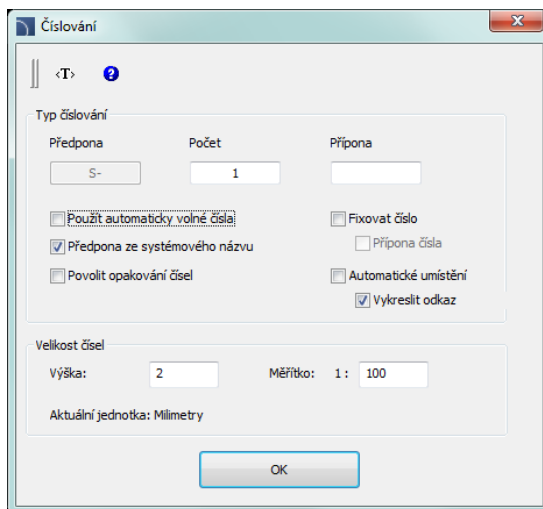 Číslování
<T>
?
Typ číslování
Předpona Počet Přípona
S- 1
Použít automaticky volné čísla Fixovat číslo
Předpona ze systémového názvu Přípona čísla
Povolit opakování čísel Automatické umístění
Vykreslit odkaz
Velikost čísel
Výška: 2 Měřítko: 1 : 100
Aktuální jednotka: Milimetry
OK